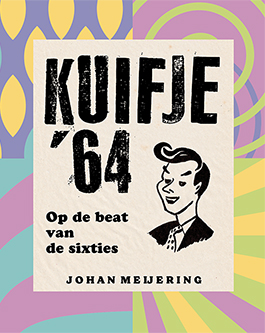 KUIFJE
'64
Op de beat
van
de sixties
JOHAN MEIJERING